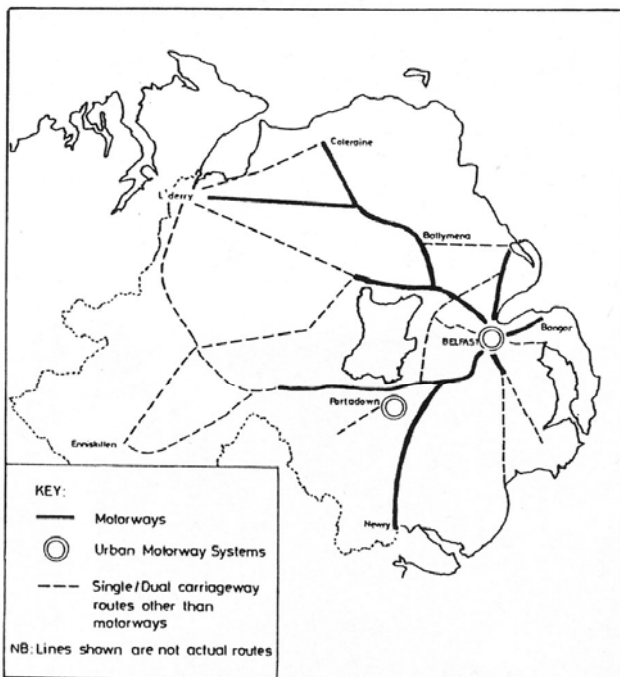 Coleraine
L'derry
Ballymena
Bangor
BELFAST
Portadown
Enniskillen
Newry
KEY:
Motorways
Urban Motorway Systems
Single/Dual carriageway
routes other than
motorways
NB: Lines shown are not actual routes